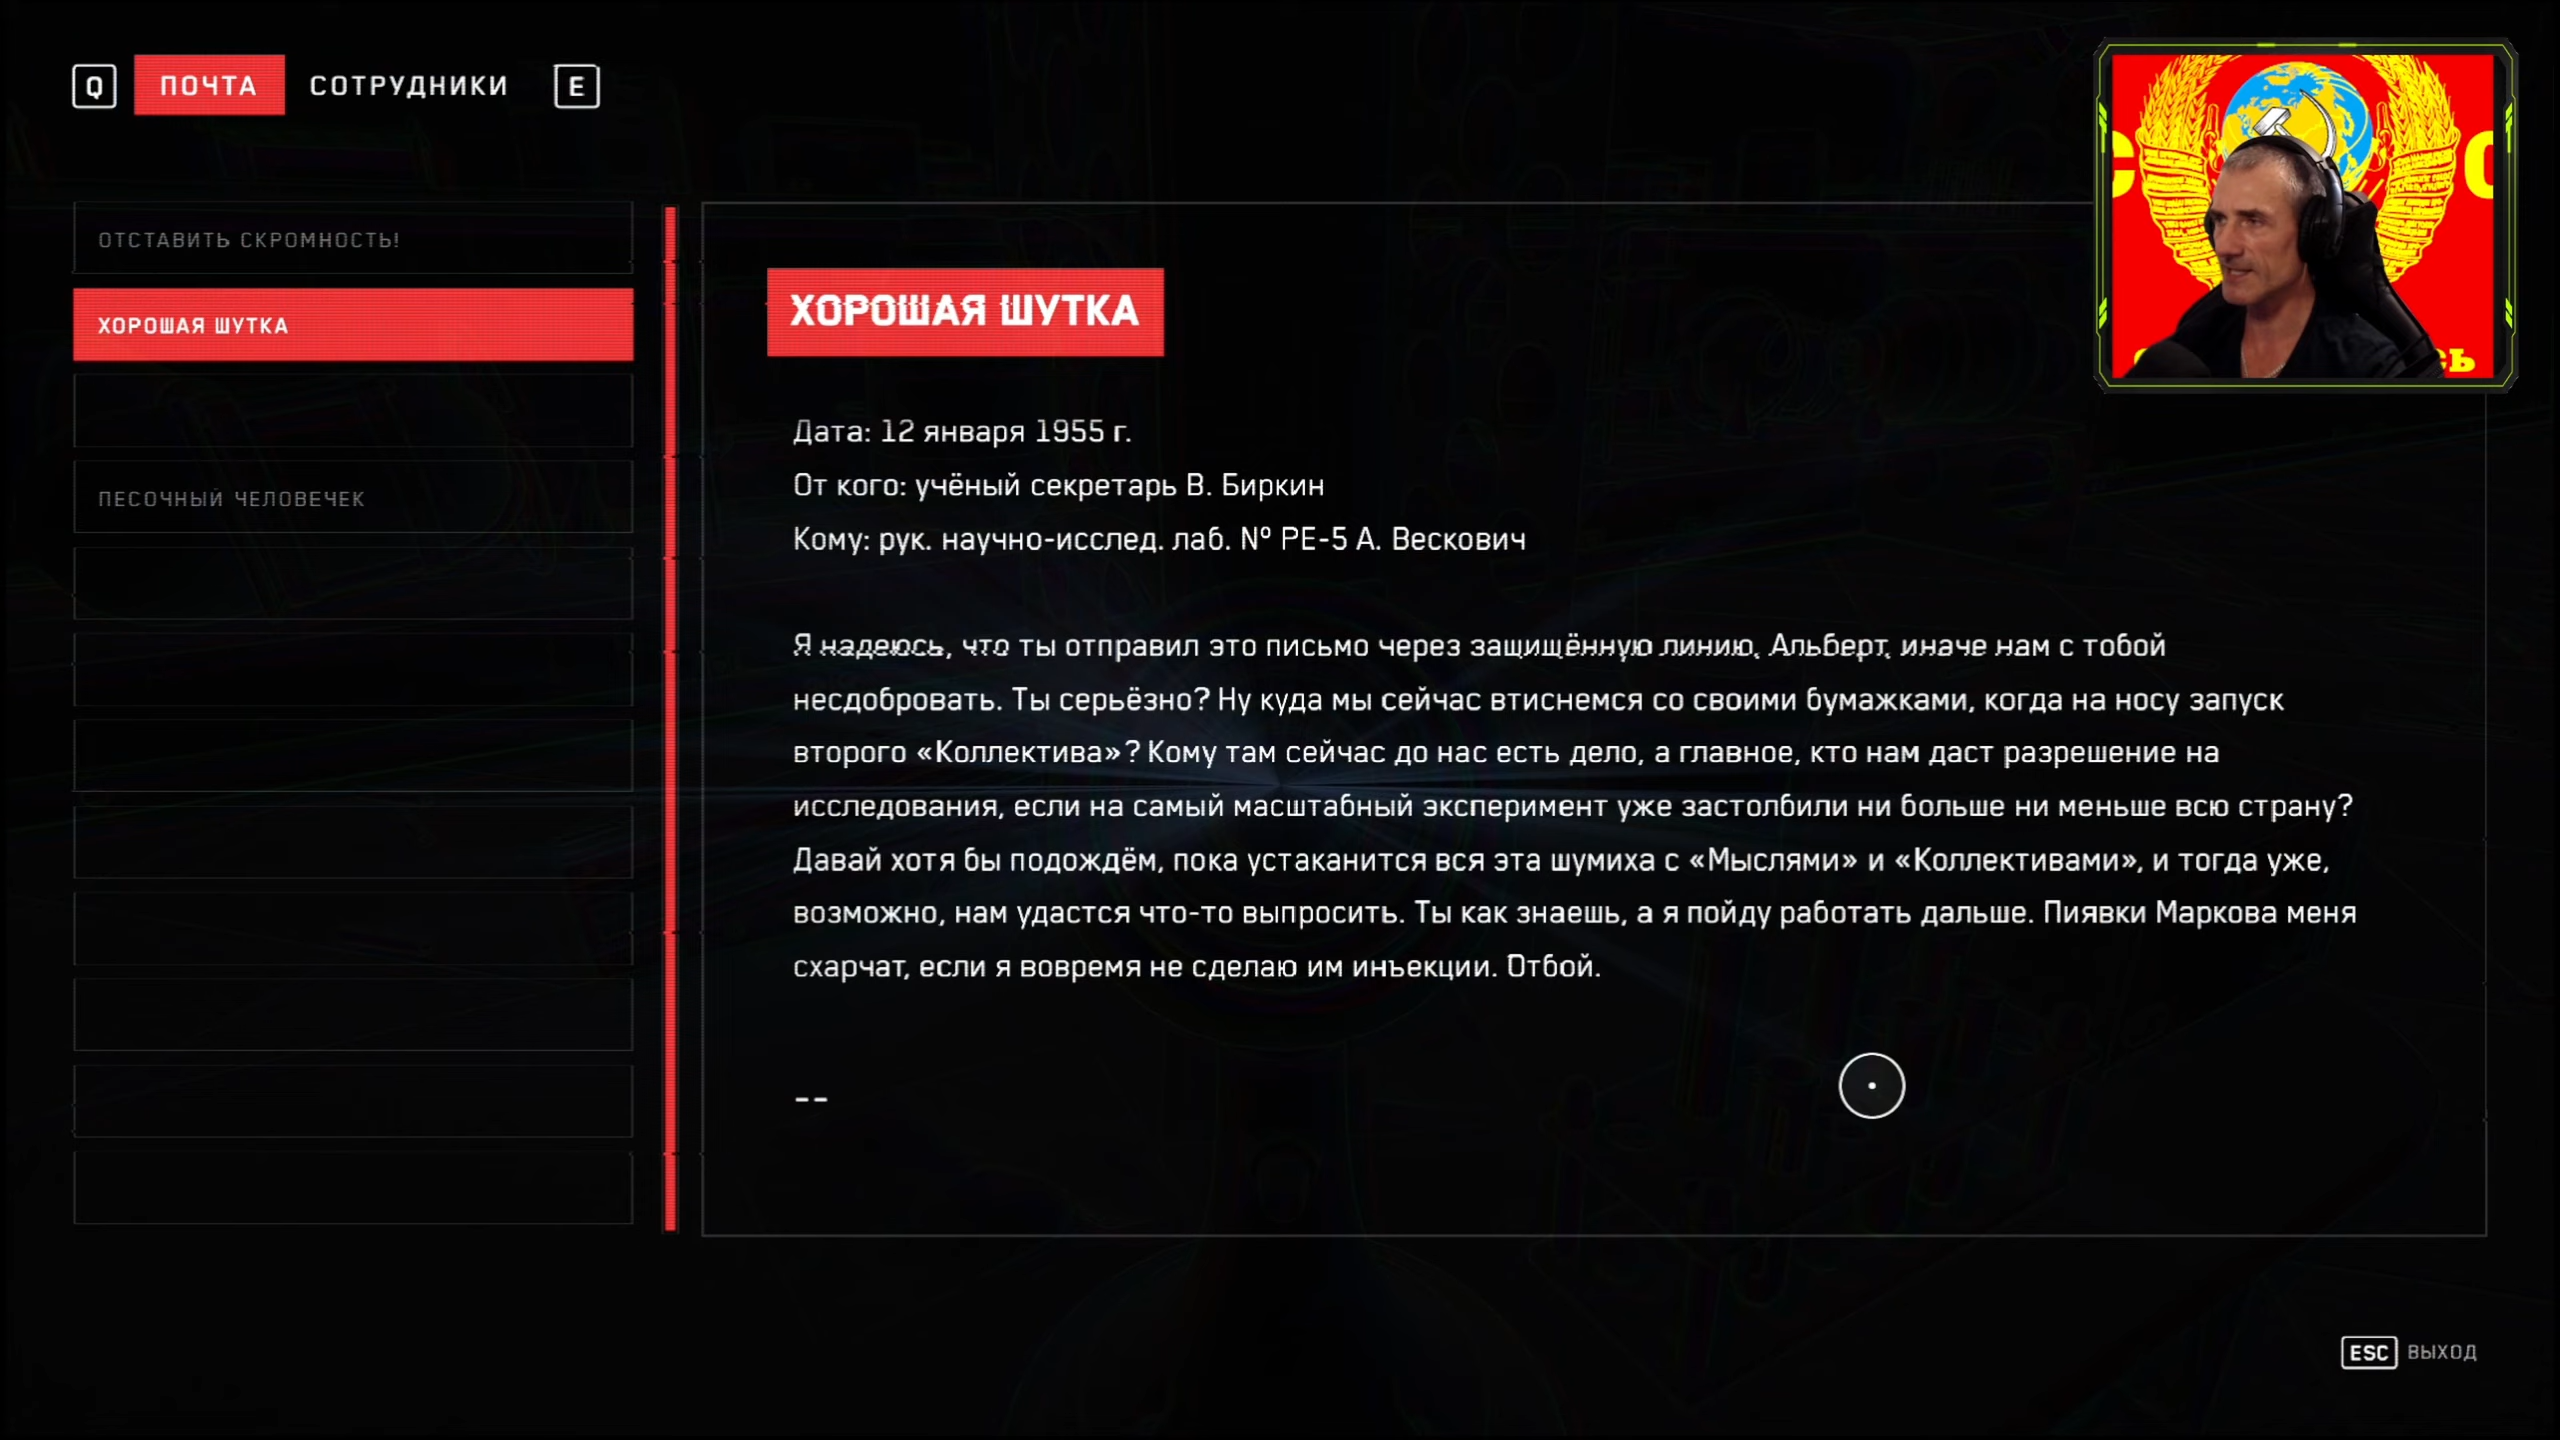 Q ПОЧТА СОТРУДНИКИ E
ОТСТАВИТЬ СКРОМНОСТЬ!
ХОРОШАЯ ШУТКА
ПЕСОЧНЫЙ ЧЕЛОВЕЧЕК
ХОРОШАЯ ШУТКА
Дата: 12 января 1955 г.
От кого: учёный секретарь В. Биркин
Кому: рук. научно-исслед. лаб. № РЕ-5 А. Вескович
Я надеюсь, что ты отправил это письмо через защищённую линию, Альберт, иначе нам с тобой
несдобровать. Ты серьёзно? Ну куда мы сейчас втиснемся со своими бумажками, когда на носу запуск
второго «Коллектива»? Кому там сейчас до нас есть дело, а главное, кто нам даст разрешение на
исследования, если на самый масштабный эксперимент уже застолбили ни больше ни меньше всю страну?
Давай хотя бы подождём, пока устаканится вся эта шумиха с «Мыслями» и «Коллективами», и тогда уже,
возможно, нам удастся что-то выпросить. Ты как знаешь, а я пойду работать дальше. Пиявки Маркова меня
схарчат, если я вовремя не сделаю им инъекции. Отбой.
--
ESC ВЫХОД